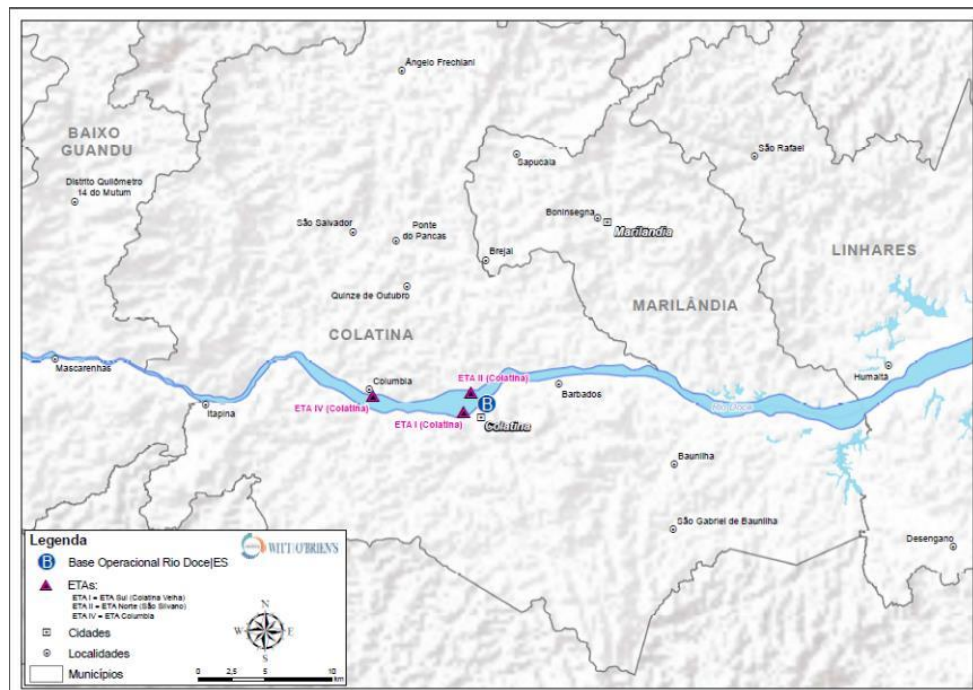 Ângelo Frechiani
BAIXO
GUANDU
Sapucaia
São Rafael
Distrito Quilômetro
14 do Mutum
Boninsegna
Marilandia
São Salvador
Ponte
do Pancas
Brejal
LINHARES
Quinze de Outubro
MARILÂNDIA
COLATINA
Mascarenhas
Humaitá
Columbia
ETA II (Colatina)
Barbados
Itapina
ETA IV (Colatina)
B
Rio Doce
ETA I (Colatina)
Colatina
Baunilha
São Gabriel de Baunilha
Desengano
Legenda
WITT O'BRIEN'S
B Base Operacional Rio Doce|ES
ETAs:
ETA I = ETA Sul (Colatina Velha)
ETA II = ETA Norte (São Silvano)
ETA IV = ETA Columbia
Cidades
Localidades
Municípios
N
W E
S
0 2,5 5 10
km